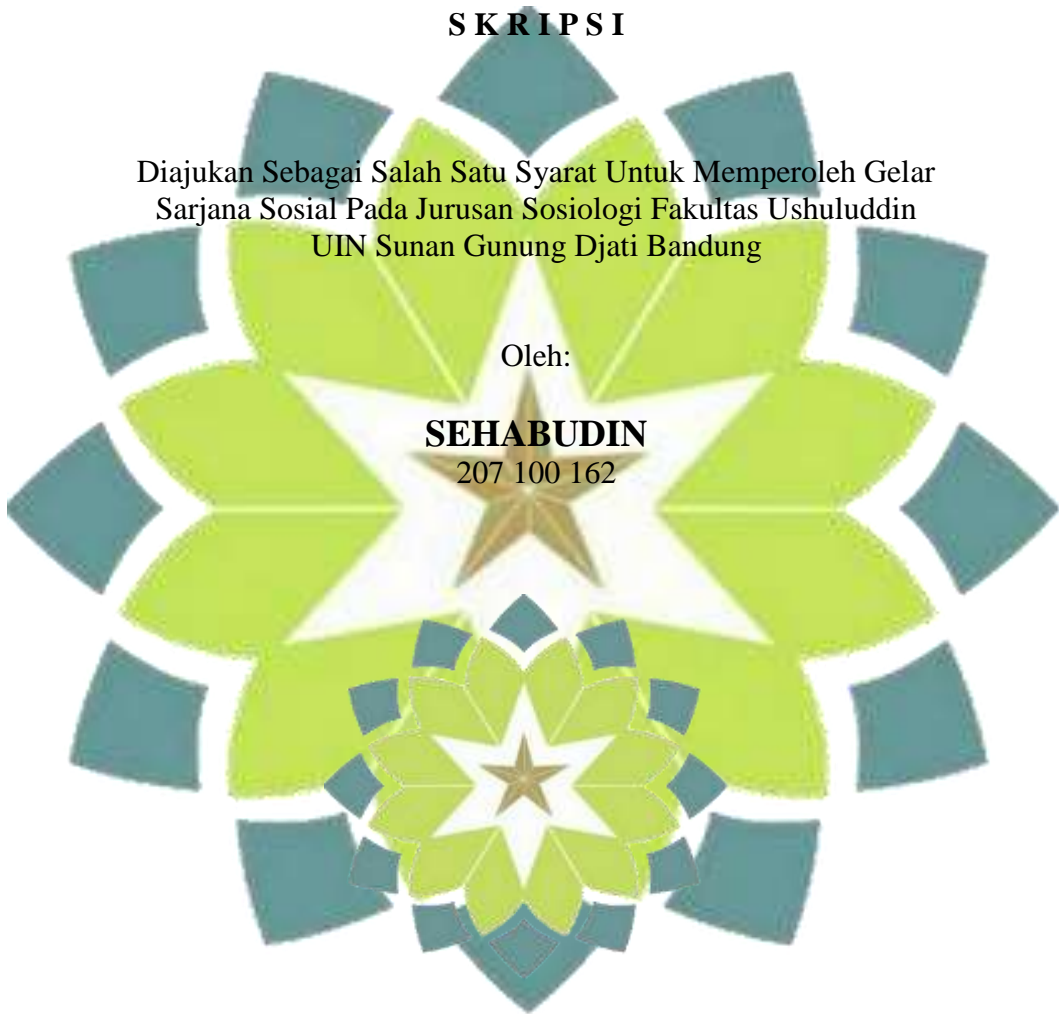 S K R I P S I
Diajukan Sebagai Salah Satu Syarat Untuk Memperoleh Gelar
Sarjana Sosial Pada Jurusan Sosiologi Fakultas Ushuluddin
UIN Sunan Gunung Djati Bandung
Oleh:
SEHABUDIN
207 100 162